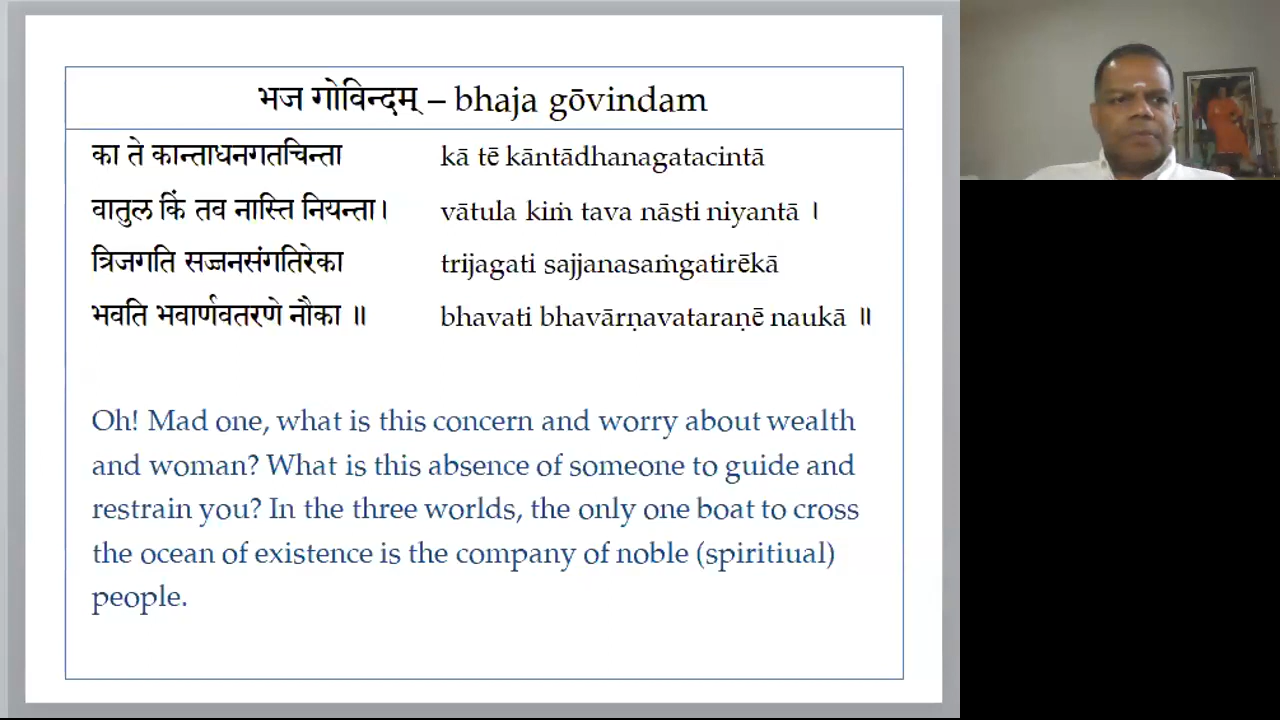 भज गोविन्दम् – bhaja gōvindam
का ते कान्ताधनगतचिन्ता kā tē kāntādhanagatacintā
वातुल किं तव नास्ति नियन्ता। vātula kiṁ tava nāsti niyantā ।
त्रिजगति सज्जनसंगतिरेका trijagati sajjanasaṁgatirēkā
भवति भवार्णवतरणे नौका ॥ bhavati bhavārṇavataraṇē naukā ॥
Oh! Mad one, what is this concern and worry about wealth
and woman? What is this absence of someone to guide and
restrain you? In the three worlds, the only one boat to cross
the ocean of existence is the company of noble (spiritiual)
people.